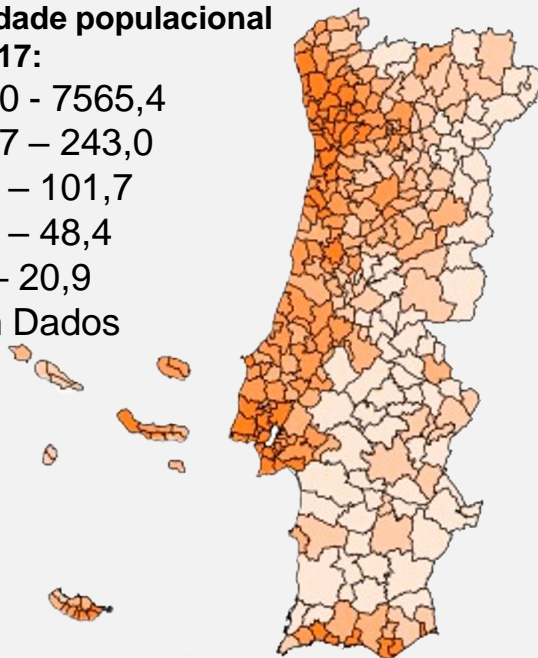 dade populacional
17:
0 - 7565,4
7 – 243,0
– 101,7
– 48,4
– 20,9
Dados